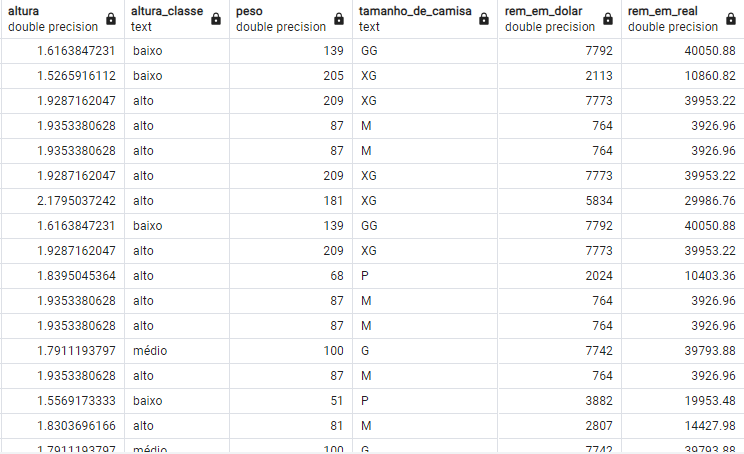 altura altura_classe peso tamanho_de_camisa rem_em_dolar rem_em_real
double precision text double precision text double precision double precision
1.6163847231 baixo 139 GG 7792 40050.88
1.5265916112 baixo 205 XG 2113 10860.82
1.9287162047 alto 209 XG 7773 39953.22
1.9353380628 alto 87 M 764 3926.96
1.9353380628 alto 87 M 764 3926.96
1.9287162047 alto 209 XG 7773 39953.22
2.1795037242 alto 181 XG 5834 29986.76
1.6163847231 baixo 139 GG 7792 40050.88
1.9287162047 alto 209 XG 7773 39953.22
1.8395045364 alto 68 P 2024 10403.36
1.9353380628 alto 87 M 764 3926.96
1.9353380628 alto 87 M 764 3926.96
1.7911193797 médio 100 G 7742 39793.88
1.9353380628 alto 87 M 764 3926.96
1.5569173333 baixo 51 P 3882 19953.48
1.8303696166 alto 81 M 2807 14427.98
1.7911193797 médio 100 G 7742 39793.88